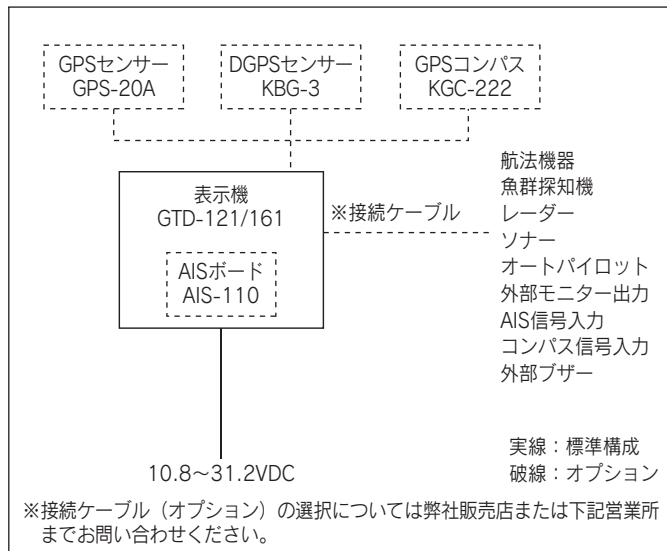 GPSセンサー
GPS-20A
DGPSセンサー
KBG-3
GPSコンパス
KGC-222
表示機
GTD-121/161
AISボード
AIS-110
※接続ケーブル
航法機器
魚群探知機
レーダー
ソナー
オートパイロット
外部モニター出力
AIS信号入力
コンパス信号入力
外部ブザー
10.8～31.2VDC
実線：標準構成
破線：オプション
※接続ケーブル（オプション）の選択については弊社販売店または下記営業所
までお問い合わせください。